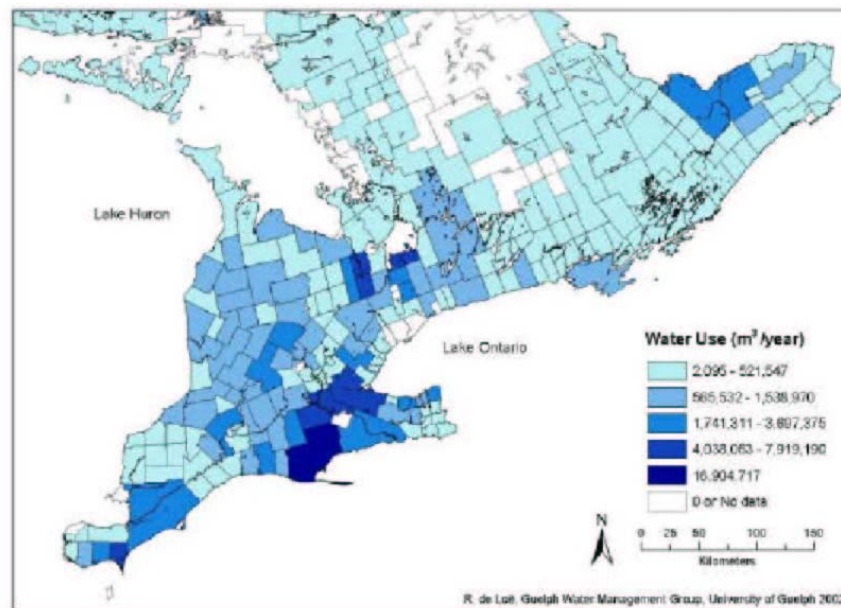 Lake Huron
Lake Ontario
Water Use (m³/year)
2,095 - 521,547
565,532 - 1,538,970
1,741,311 - 3,697,375
4,038,063 - 7,919,190
16,904,717
0 or No data
N
0 25 50 100 150
Kilometers
R. de Loë, Guelph Water Management Group, University of Guelph 2002